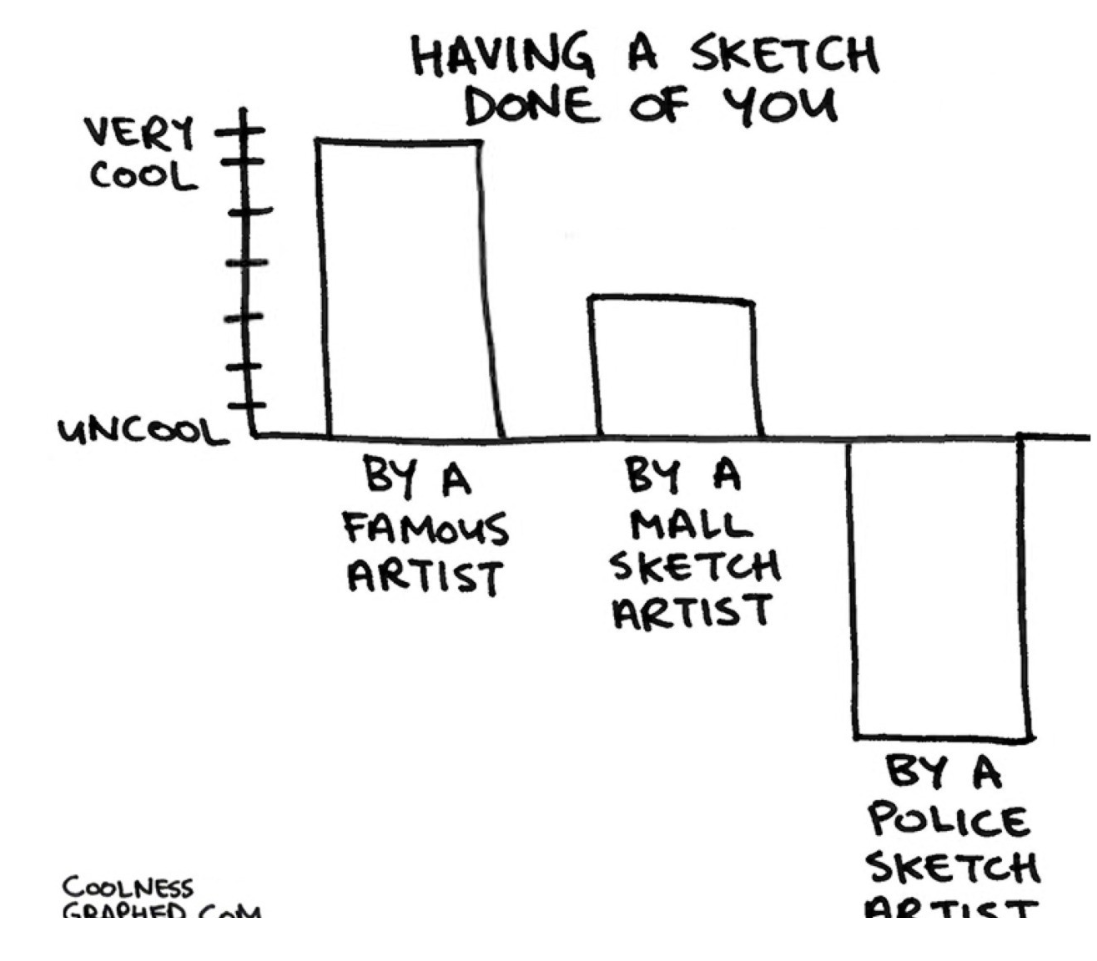 HAVING A SKETCH
DONE OF YOU
VERY
COOL
UNCOOL
BY A
FAMOUS
ARTIST
BY A
MALL
SKETCH
ARTIST
BY A
POLICE
SKETCH
ARTIST
COOLNESS
GRAPHED.COM